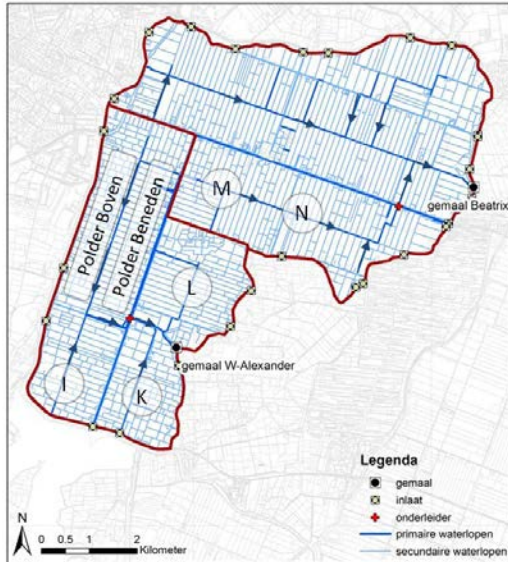 M
N
gemaal Beatrix
Polder Boven
Polder Beneden
L
gemaal W-Alexander
I
K
Legenda
gemaal
inlaat
onderleider
primaire waterlopen
secundaire waterlopen
N
0 0.5 1 2
Kilometer